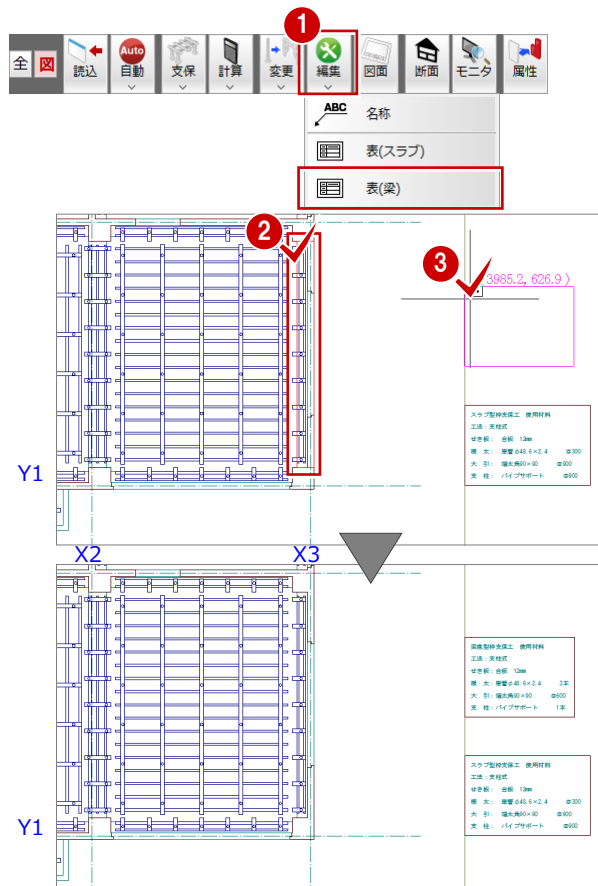 1
全 図 読込 Auto 自動 支保 計算 変更 編集 図面 断面 モニタ 属性
ABC 名称
表(スラブ)
表(梁)
2
3
3985.2, 626.9 )
スラブ型枠支保工 使用材料
工法：支柱式
せき板： 合板 12mm
根 太： 単管φ48.6×2.4 @300
大 引： 端太角90×90 @900
支 柱： パイプサポート @900
Y1
X2 X3
梁底型枠支保工 使用材料
工法：支柱式
せき板：合板 12mm
根 太：単管φ48.6×2.4 3本
大 引：端太角90×90 @600
支 柱：パイプサポート 1本
スラブ型枠支保工 使用材料
工法：支柱式
せき板： 合板 12mm
根 太： 単管φ48.6×2.4 @300
大 引： 端太角90×90 @900
支 柱： パイプサポート @900
Y1